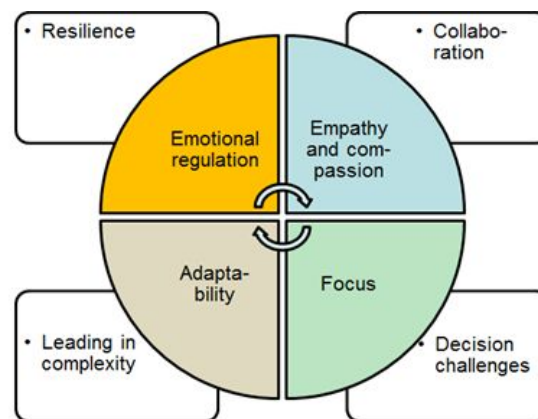 • Resilience
• Collabo-
ration
Emotional
regulation
Empathy
and com-
passion
Adapta-
bility
Focus
• Leading in
complexity
• Decision
challenges